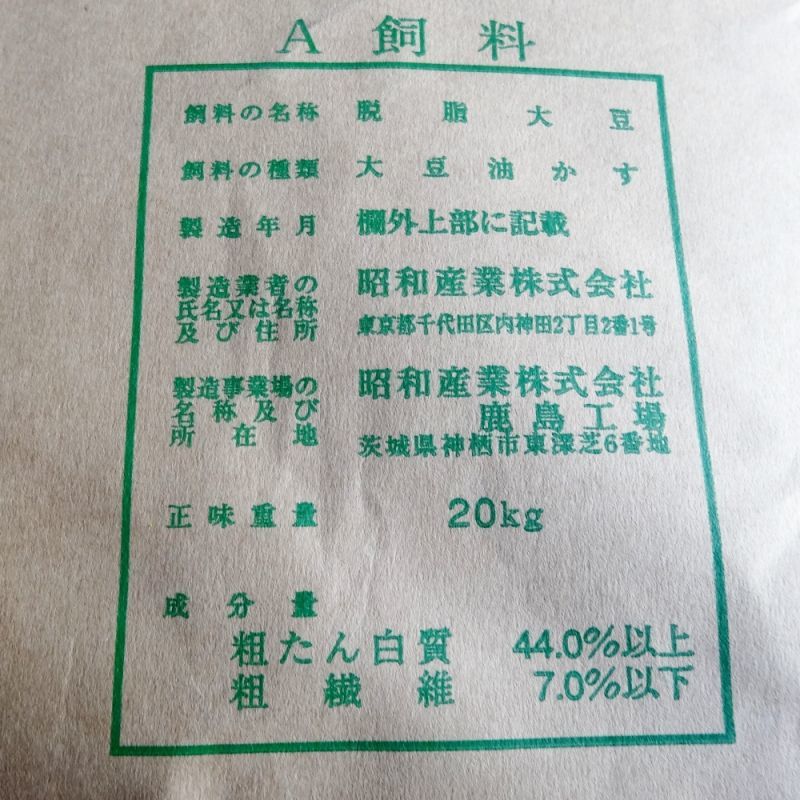 A飼料
飼料の名称 脱脂大豆
飼料の種類 大豆油かす
製造年月 欄外上部に記載
製造業者の 昭和産業株式会社
氏名又は名称
及び住所 東京都千代田区内神田2丁目2番1号
製造事業場の 昭和産業株式会社
名称及び 鹿島工場
所在地 茨城県神栖市東深芝6番地
正味重量 20kg
成分量
粗たん白質 44.0%以上
粗繊維 7.0%以下